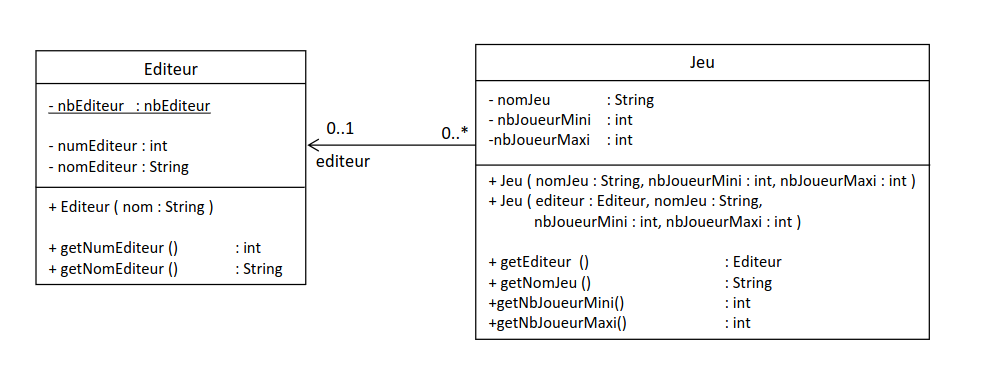 Editeur
- nbEditeur : nbEditeur
- numEditeur : int
- nomEditeur : String
+ Editeur ( nom : String )
+ getNumEditeur () : int
+ getNomEditeur () : String
0..1
0..*
editeur
Jeu
- nomJeu : String
- nbJoueurMini : int
-nbJoueurMaxi : int
+ Jeu ( nomJeu : String, nbJoueurMini : int, nbJoueurMaxi : int )
+ Jeu ( editeur : Editeur, nomJeu : String,
nbJoueurMini : int, nbJoueurMaxi : int )
+ getEditeur () : Editeur
+ getNomJeu () : String
+getNbJoueurMini() : int
+getNbJoueurMaxi() : int